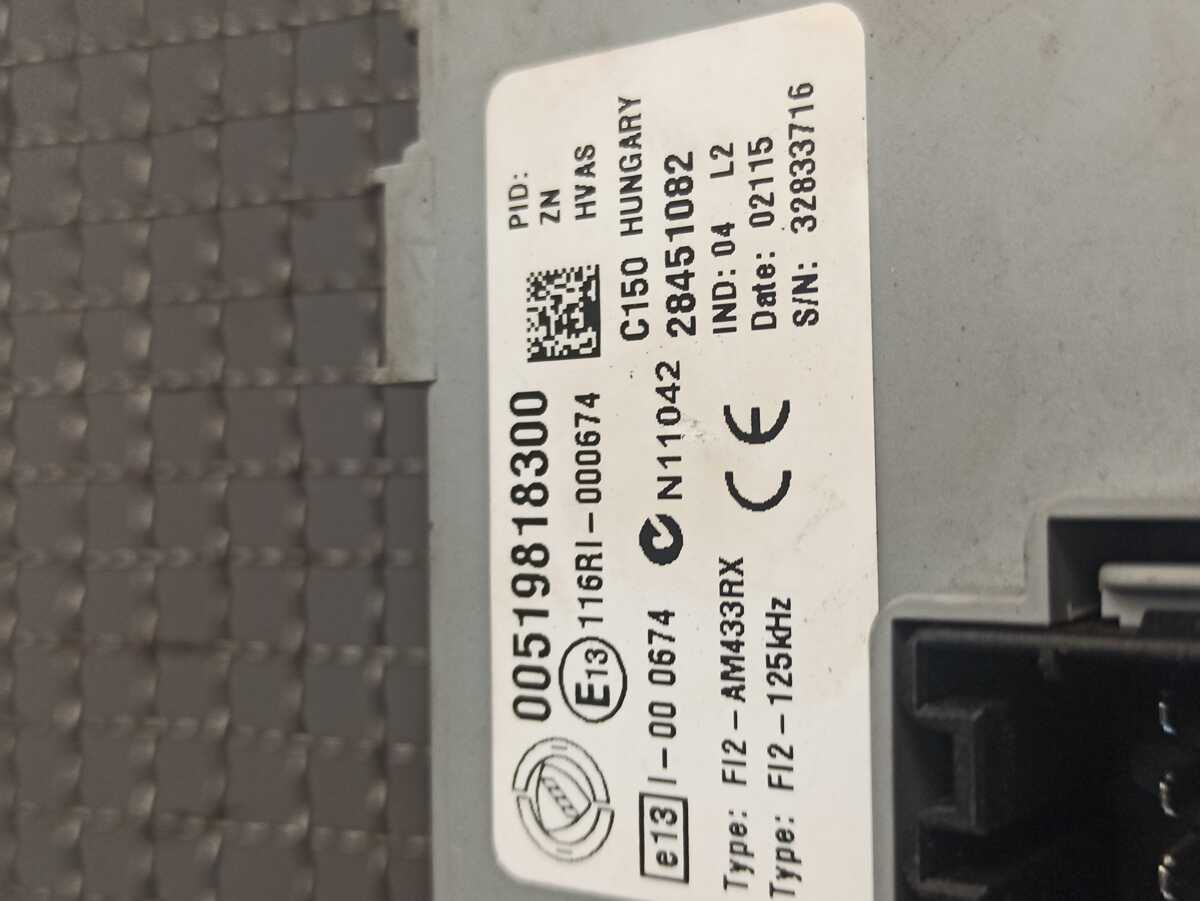 00519818300
PID:
ZN
HVAS
E13 116RI-000674
C150 HUNGARY
e13 I-00 0674 N11042 28451082
IND: 04 L2
Type: FI2-AM433RX
Date: 02115
Type: FI2-125kHz
CE
S/N: 32833716